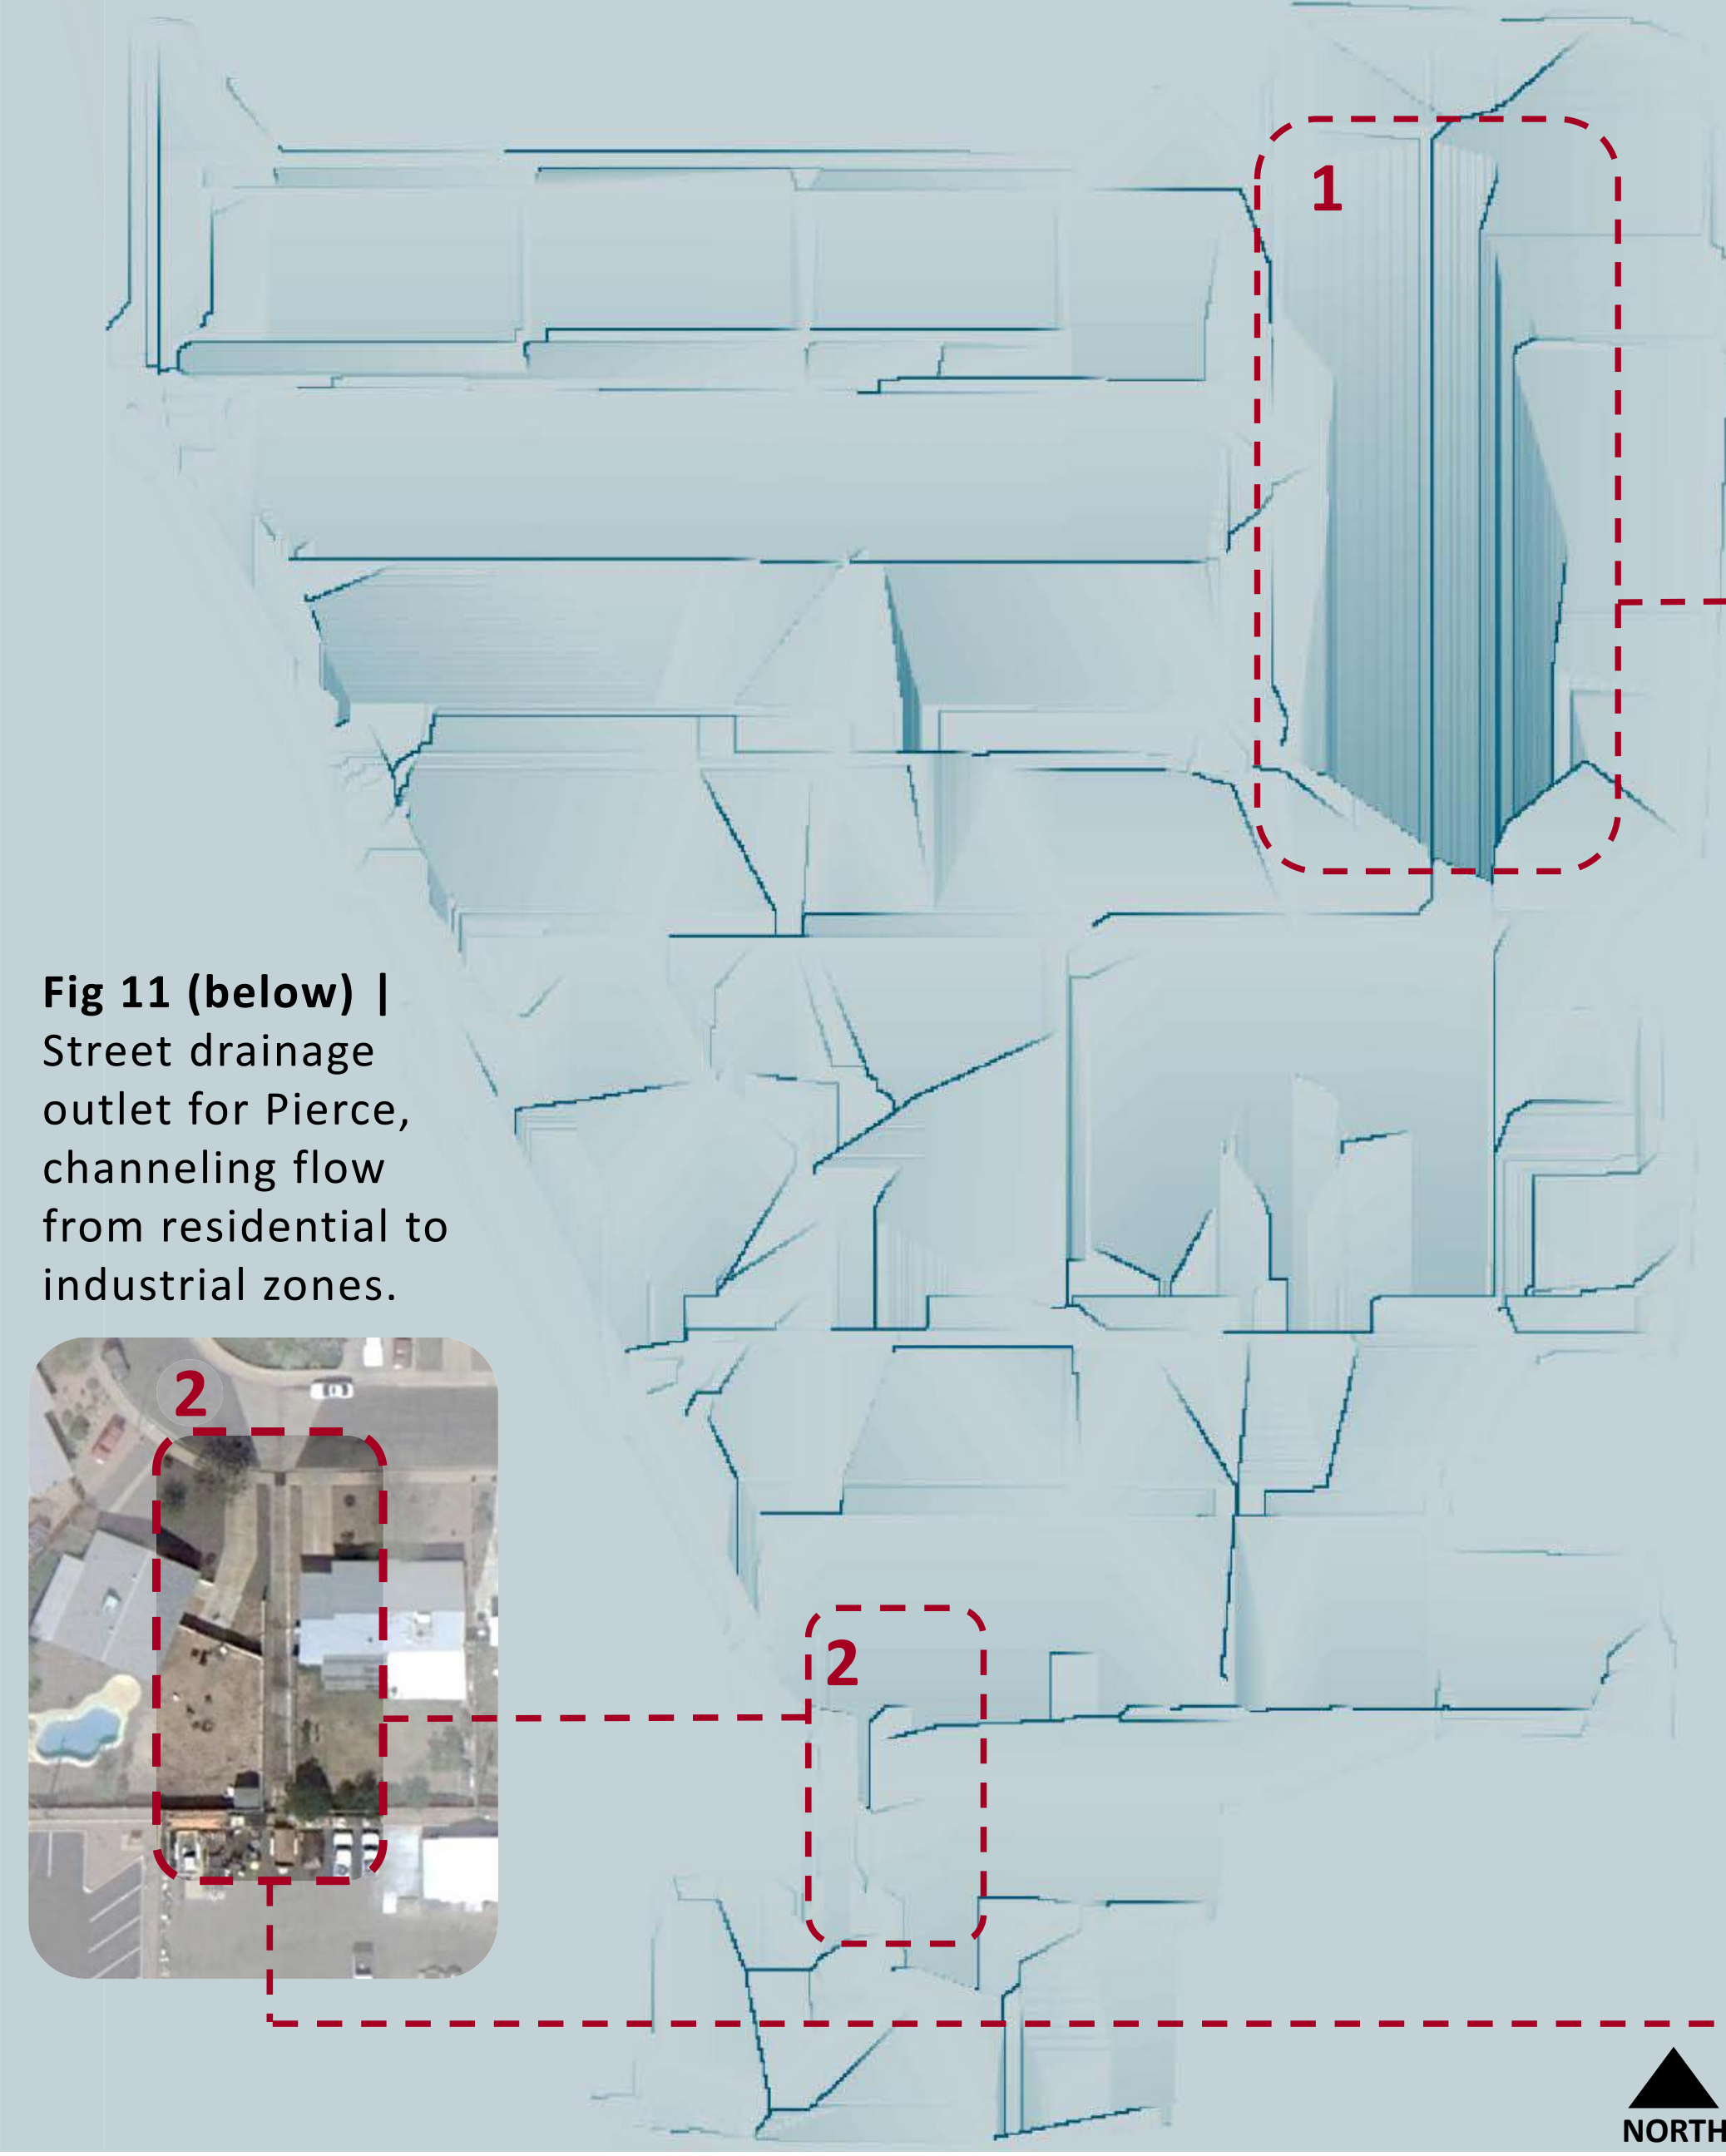 1
Fig 11 (below) |
Street drainage
outlet for Pierce,
channeling flow
from residential to
industrial zones.
2
2
NORTH